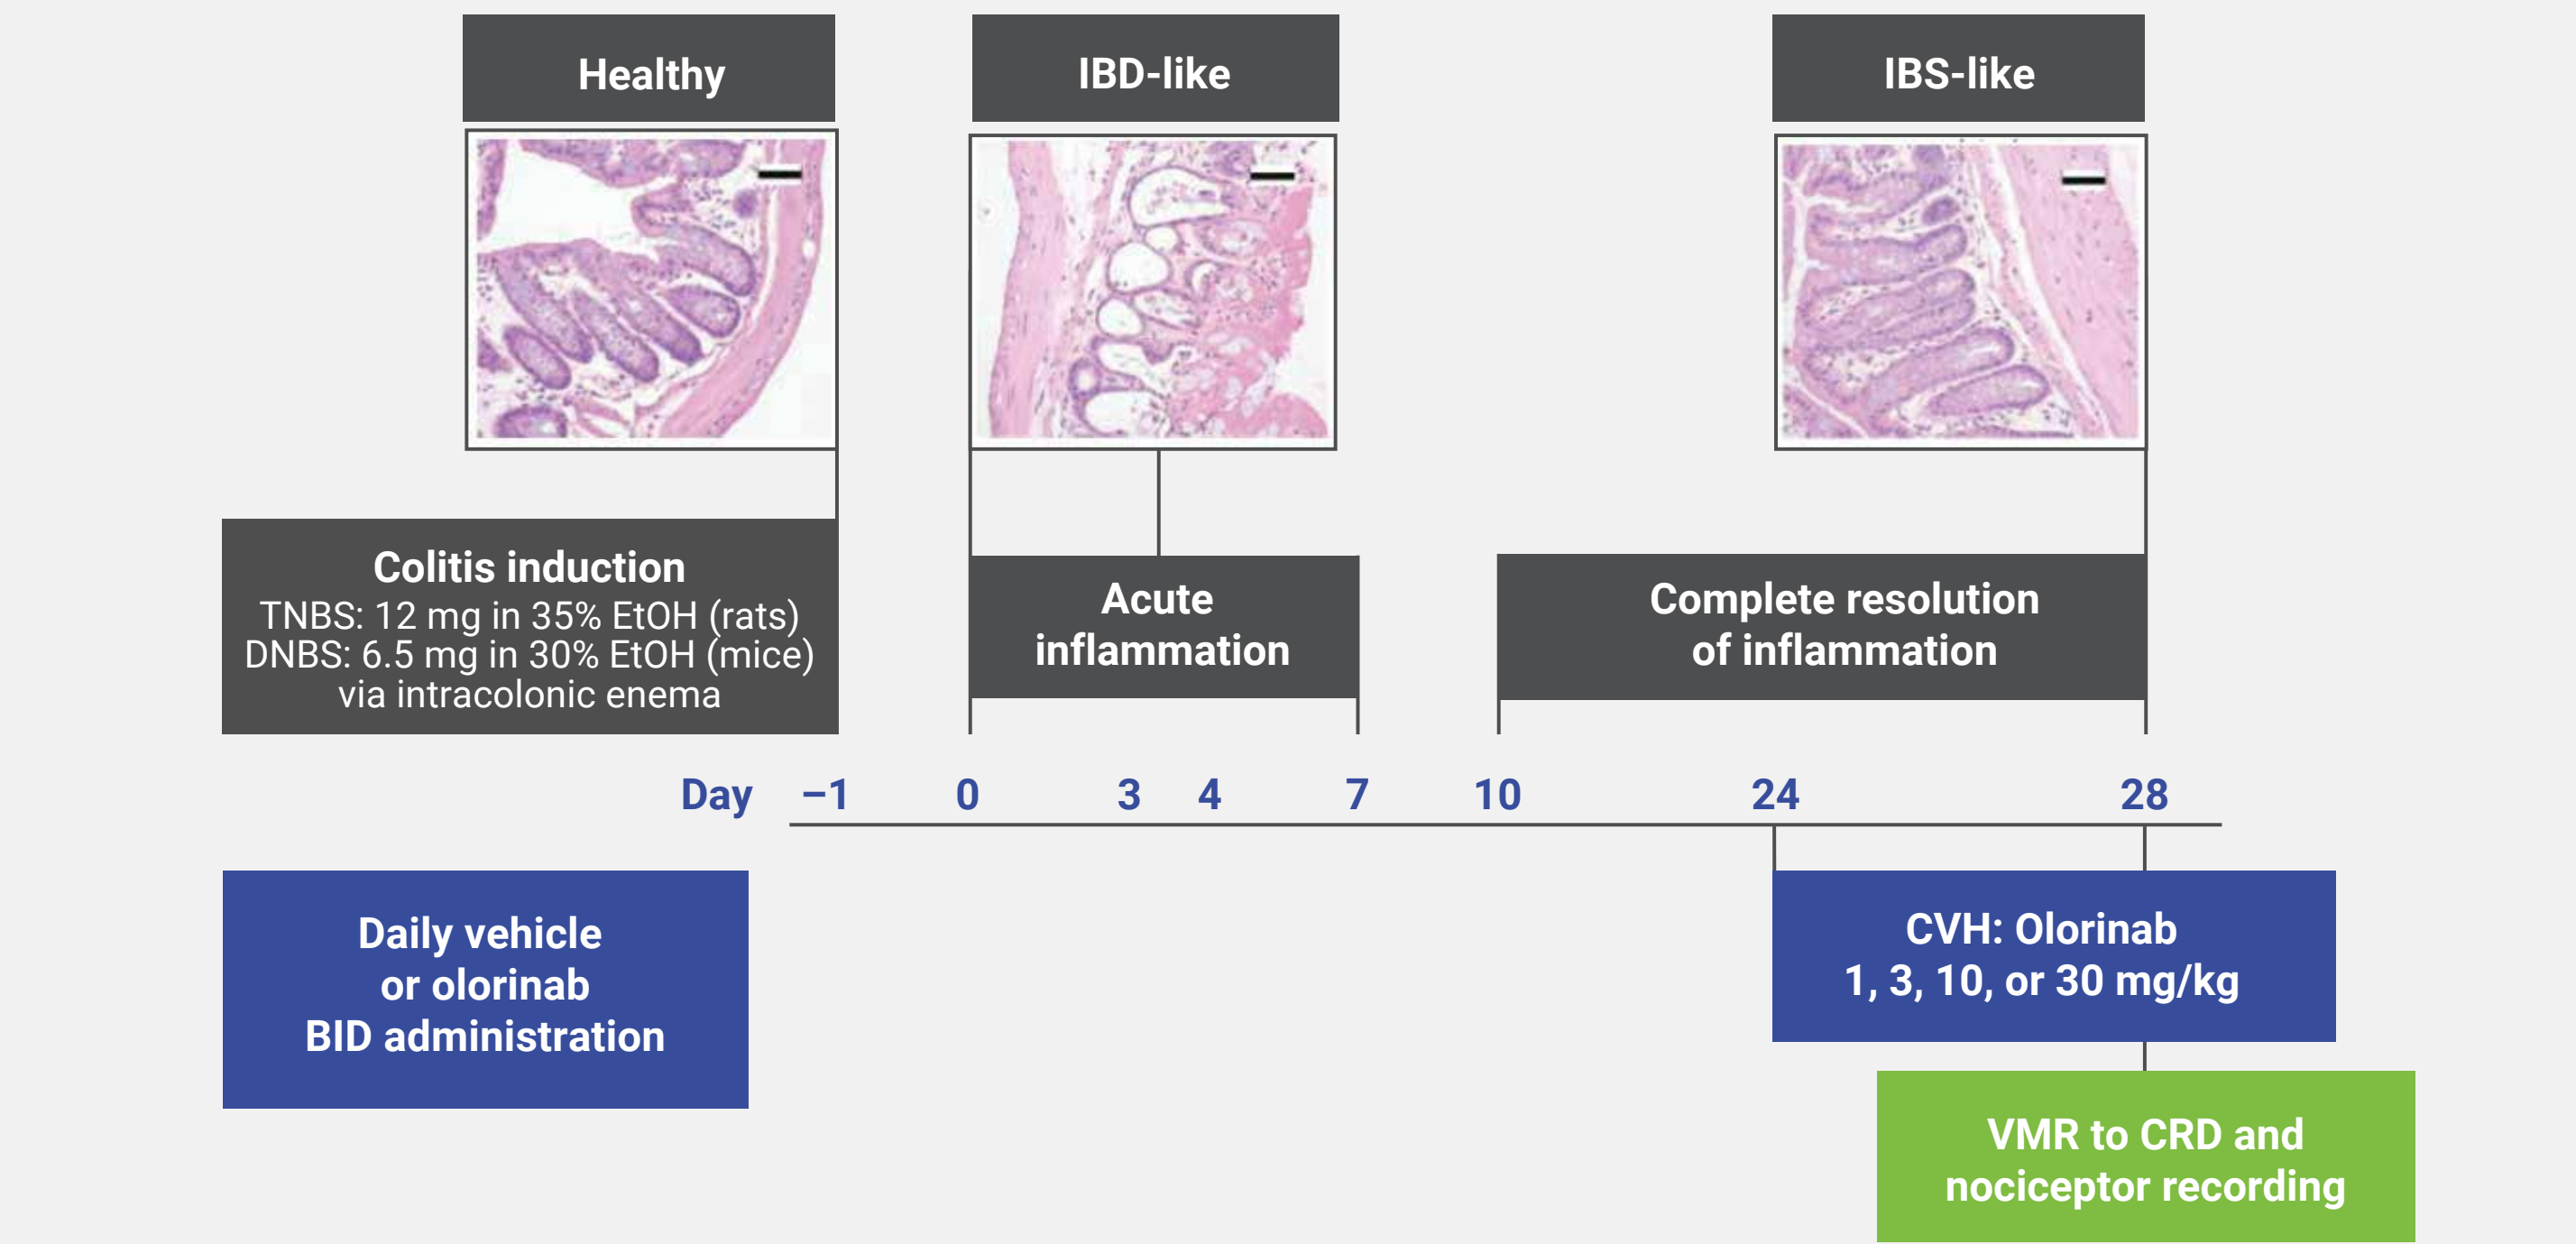 Healthy
IBD-like
IBS-like
Colitis induction
TNBS: 12 mg in 35% EtOH (rats)
DNBS: 6.5 mg in 30% EtOH (mice)
via intracolonic enema
Acute
inflammation
Complete resolution
of inflammation
Day −1 0 3 4 7 10 24 28
Daily vehicle
or olorinab
BID administration
CVH: Olorinab
1, 3, 10, or 30 mg/kg
VMR to CRD and
nociceptor recording